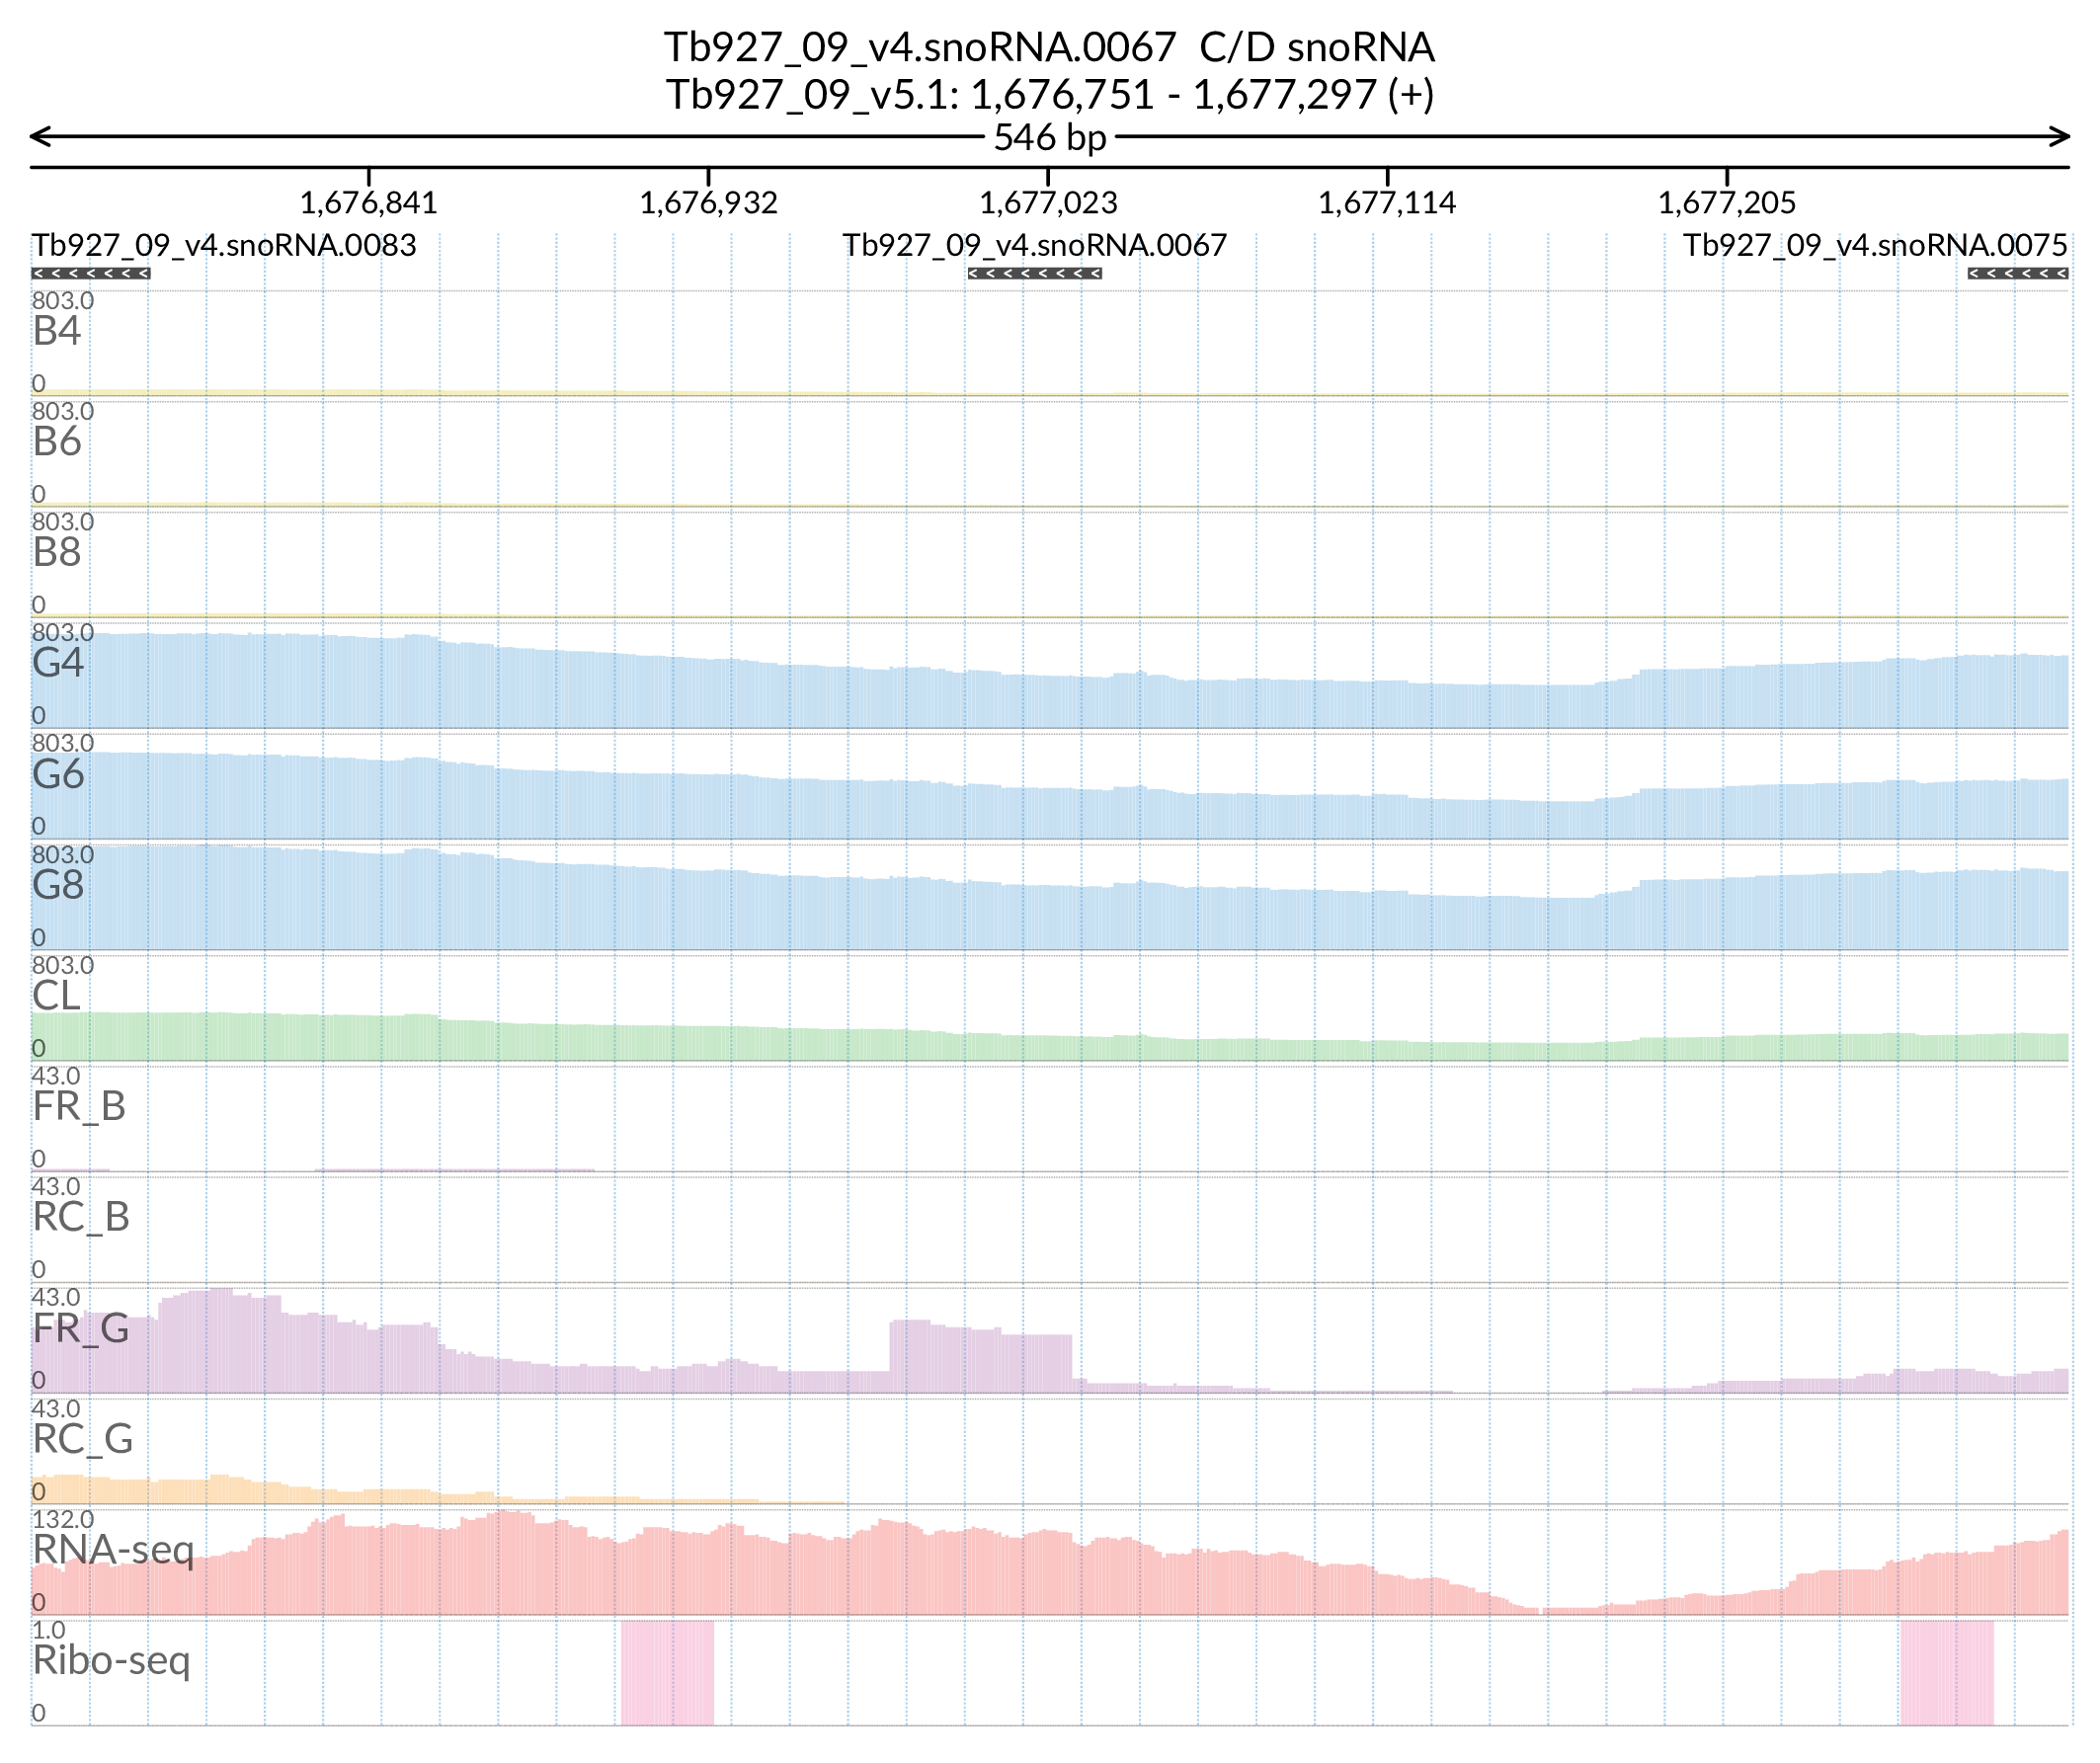 Tb927_09_v4.snoRNA.0067 C/D snoRNA
Tb927_09_v5.1: 1,676,751 - 1,677,297 (+)
546 bp
1,676,841 1,676,932 1,677,023 1,677,114 1,677,205
Tb927_09_v4.snoRNA.0083 Tb927_09_v4.snoRNA.0067 Tb927_09_v4.snoRNA.0075
803.0
B4
0
803.0
B6
0
803.0
B8
0
803.0
G4
0
803.0
G6
0
803.0
G8
0
803.0
CL
0
43.0
FR_B
0
43.0
RC_B
0
43.0
FR_G
0
43.0
RC_G
0
132.0
RNA-seq
0
1.0
Ribo-seq
0